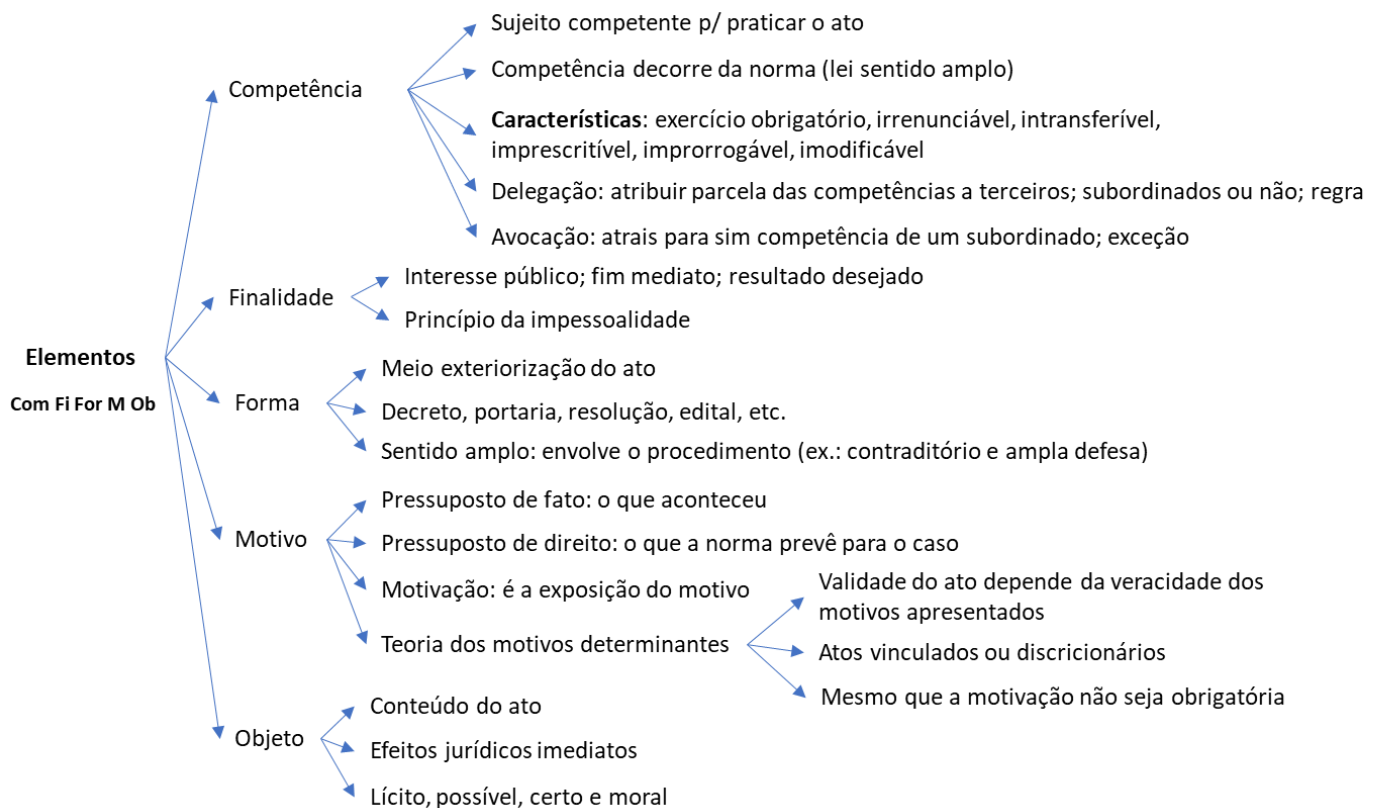 Elementos
Com Fi For M Ob
Competência
Sujeito competente p/ praticar o ato
Competência decorre da norma (lei sentido amplo)
Características: exercício obrigatório, irrenunciável, intransferível,
imprescritível, improrrogável, imodificável
Delegação: atribuir parcela das competências a terceiros; subordinados ou não; regra
Avocação: atrais para sim competência de um subordinado; exceção
Finalidade
Interesse público; fim mediato; resultado desejado
Princípio da impessoalidade
Forma
Meio exteriorização do ato
Decreto, portaria, resolução, edital, etc.
Sentido amplo: envolve o procedimento (ex.: contraditório e ampla defesa)
Motivo
Pressuposto de fato: o que aconteceu
Pressuposto de direito: o que a norma prevê para o caso
Motivação: é a exposição do motivo
Teoria dos motivos determinantes
Validade do ato depende da veracidade dos
motivos apresentados
Atos vinculados ou discricionários
Mesmo que a motivação não seja obrigatória
Objeto
Conteúdo do ato
Efeitos jurídicos imediatos
Lícito, possível, certo e moral